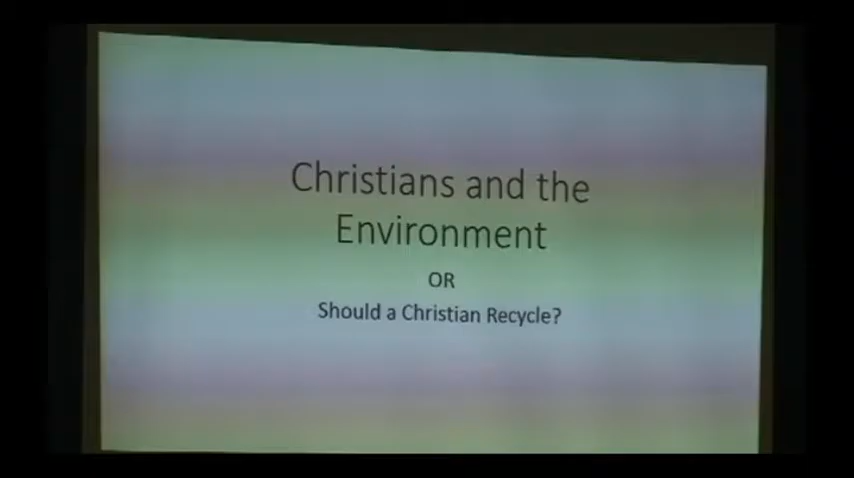 Christians and the
Environment
OR
Should a Christian Recycle?